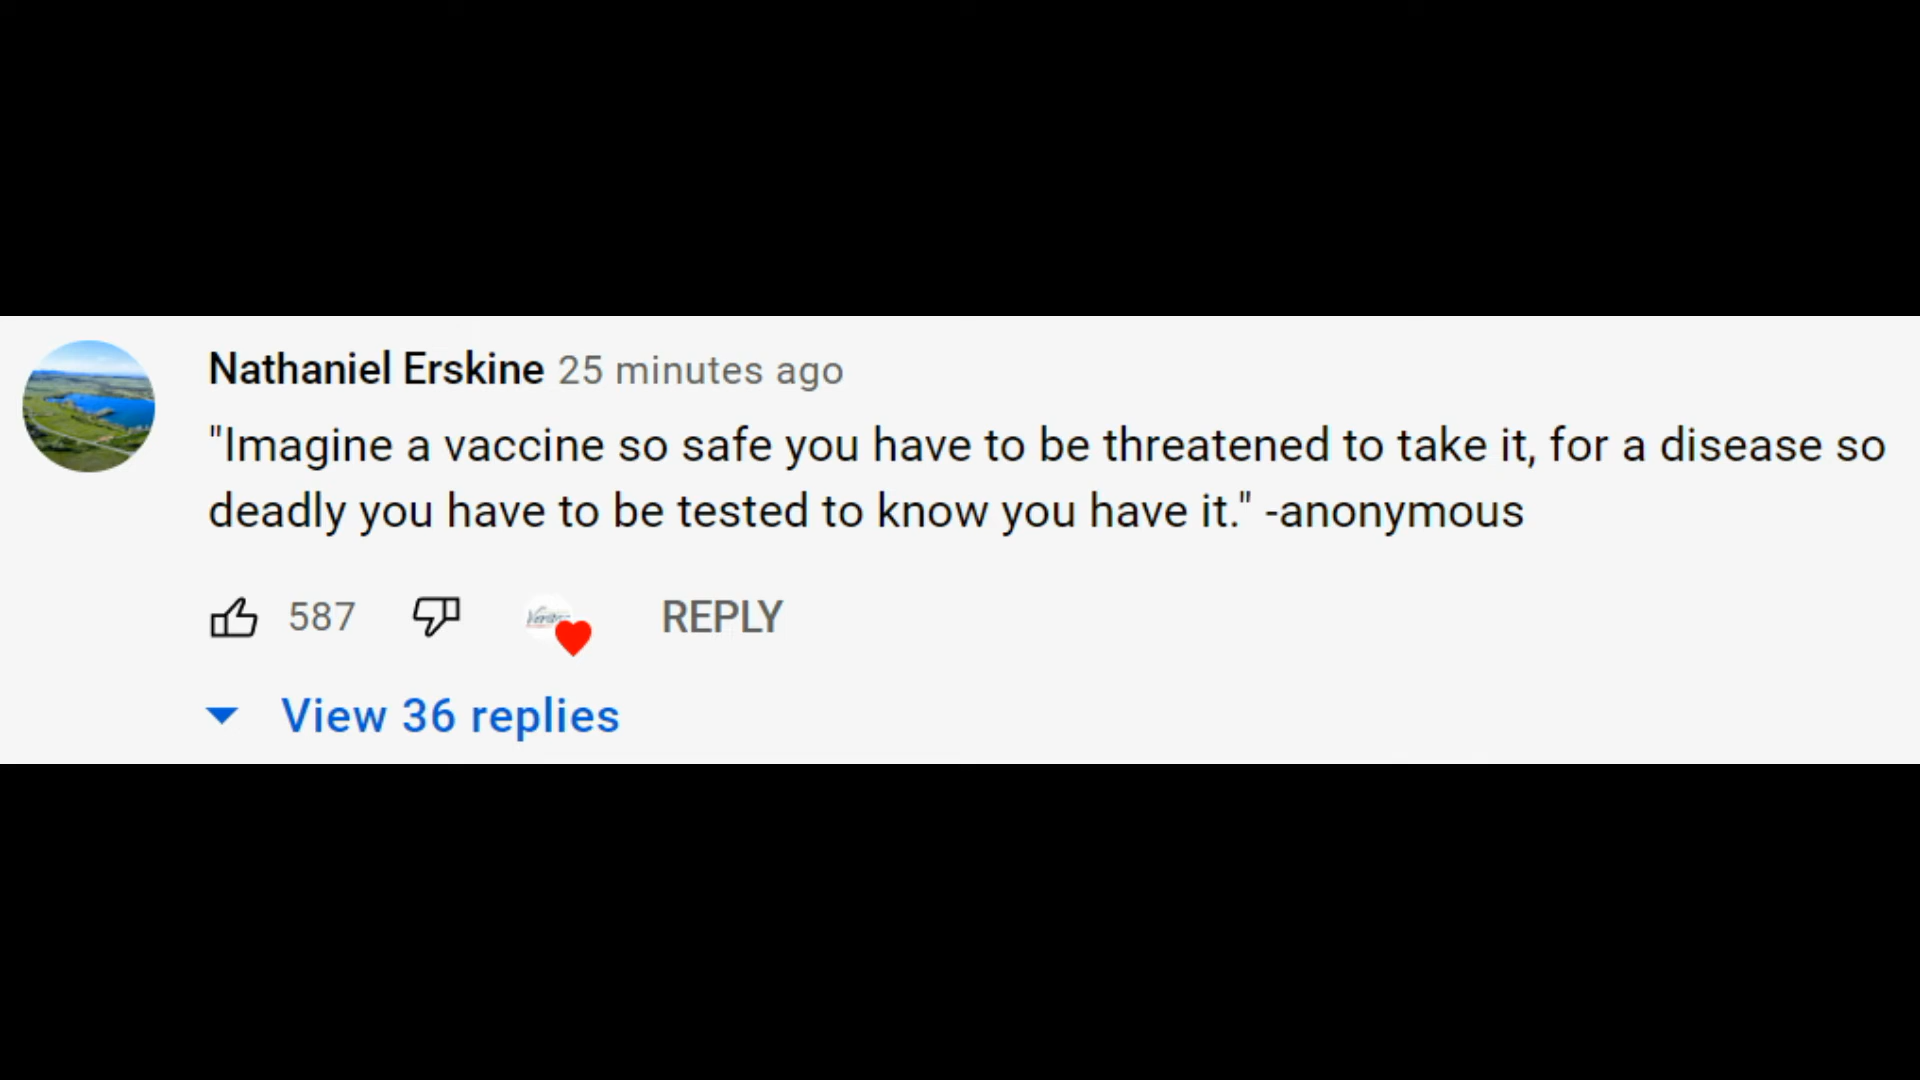 Nathaniel Erskine 25 minutes ago
"Imagine a vaccine so safe you have to be threatened to take it, for a disease so
deadly you have to be tested to know you have it." -anonymous
587 REPLY
View 36 replies